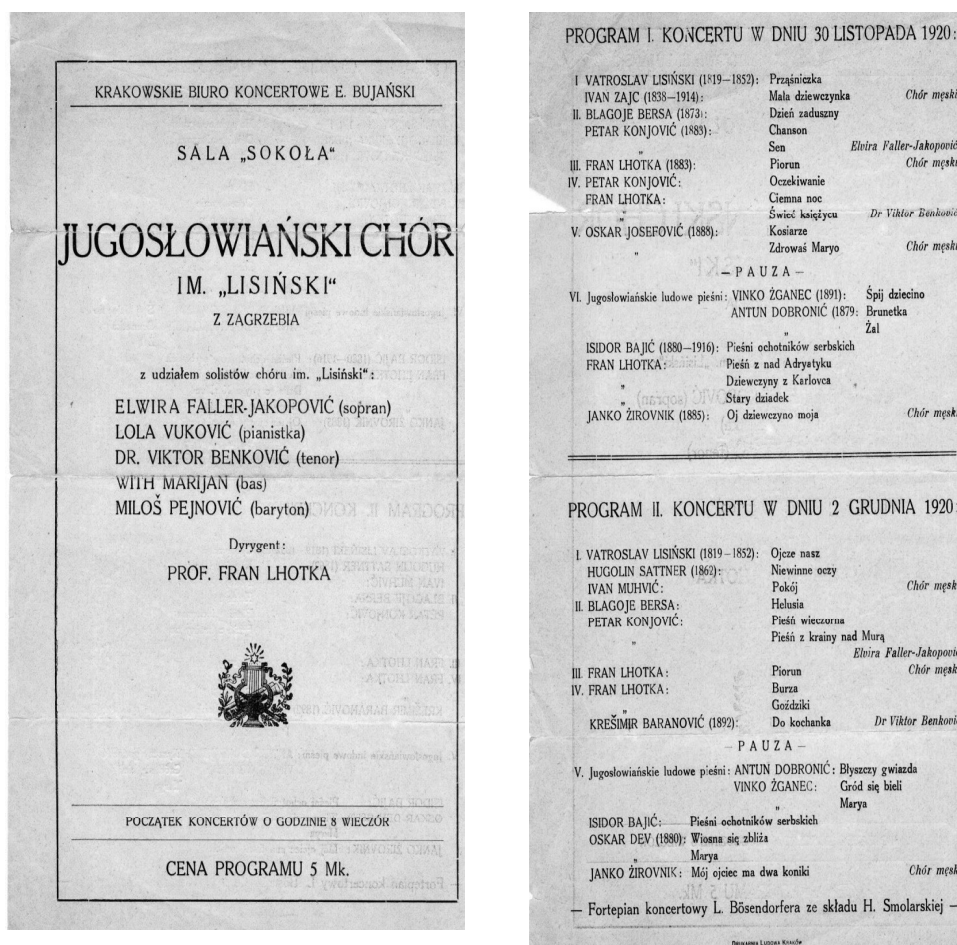 KRAKOWSKIE BIURO KONCERTOWE E. BUJAŃSKI
SALA „SOKOŁA“
JUGOSŁOWIAŃSKI CHÓR
IM. „LISIŃSKI“
Z ZAGRZEBIA
z udziałem solistów chóru im. „Lisiński“:
ELWIRA FALLER-JAKOPOVIĆ (sopran)
LOLA VUKOVIĆ (pianistka)
DR. VIKTOR BENKOVIĆ (tenor)
WITH MARIJAN (bas)
MILOŠ PEJNOVIĆ (baryton)
Dyrygent:
PROF. FRAN LHOTKA
POCZĄTEK KONCERTÓW O GODZINIE 8 WIECZÓR
CENA PROGRAMU 5 Mk.
PROGRAM I. KONCERTU W DNIU 30 LISTOPADA 1920:
I VATROSLAV LISIŃSKI (1819—1852): Prząśniczka
IVAN ZAJC (1838—1914): Mała dziewczynka Chór męski
II. BLAGOJE BERSA (1873): Dzień zaduszny
PETAR KONJOVIĆ (1883): Chanson
„ Sen Elvira Faller-Jakopović
III. FRAN LHOTKA (1883): Piorun Chór męski
IV. PETAR KONJOVIĆ: Oczekiwanie
FRAN LHOTKA: Ciemna noc
Świeć księżycu Dr Viktor Benković
V. OSKAR JOSEFOVIĆ (1888): Kosiarze
„ Zdrowaś Maryo Chór męski
— PAUZA —
VI. Jugosłowiańskie ludowe pieśni: VINKO ŻGANEC (1891): Śpij dziecino
ANTUN DOBRONIĆ (1879: Brunetka
„ Żal
ISIDOR BAJIĆ (1880—1916): Pieśni ochotników serbskich
FRAN LHOTKA: Pieśń z nad Adryatyku
„ Dziewczyny z Karlovca
„ Stary dziadek
JANKO ŻIROVNIK (1885): Oj dziewczyno moja Chór męski
PROGRAM II. KONCERTU W DNIU 2 GRUDNIA 1920:
I. VATROSLAV LISIŃSKI (1819—1852): Ojcze nasz
HUGOLIN SATTNER (1862): Niewinne oczy
IVAN MUHVIĆ: Pokój Chór męsk
II. BLAGOJE BERSA: Helusia
PETAR KONJOVIĆ: Pieśń wieczorna
„ Pieśń z krainy nad Murą
Elvira Faller-Jakopović
III. FRAN LHOTKA: Piorun Chór męsk
IV. FRAN LHOTKA: Burza
„ Goździki
KREŠIMIR BARANOVIĆ (1892): Do kochanka Dr Viktor Benković
— PAUZA —
V. Jugosłowiańskie ludowe pieśni: ANTUN DOBRONIĆ: Błyszczy gwiazda
VINKO ŻGANEC: Gród się bieli
„ Marya
ISIDOR BAJIĆ: Pieśni ochotników serbskich
OSKAR DEV (1880): Wiosna się zbliża
„ Marya
JANKO ŻIROVNIK: Mój ojciec ma dwa koniki Chór męsk
— Fortepian koncertowy L. Bösendorfera ze składu H. Smolarskiej —
DRUKARNIA LUDOWA KRAKÓW